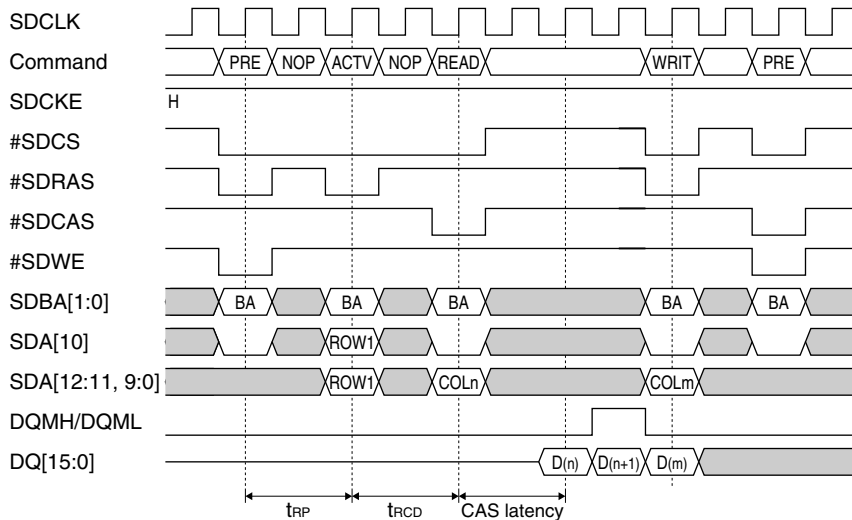 SDCLK
Command PRE NOP ACTV NOP READ WRIT PRE
SDCKE H
#SDCS
#SDRAS
#SDCAS
#SDWE
SDBA[1:0] BA BA BA BA BA
SDA[10] ROW1
SDA[12:11, 9:0] ROW1 COLn COLm
DQMH/DQML
DQ[15:0] D(n) D(n+1) D(m)
tRP tRCD CAS latency